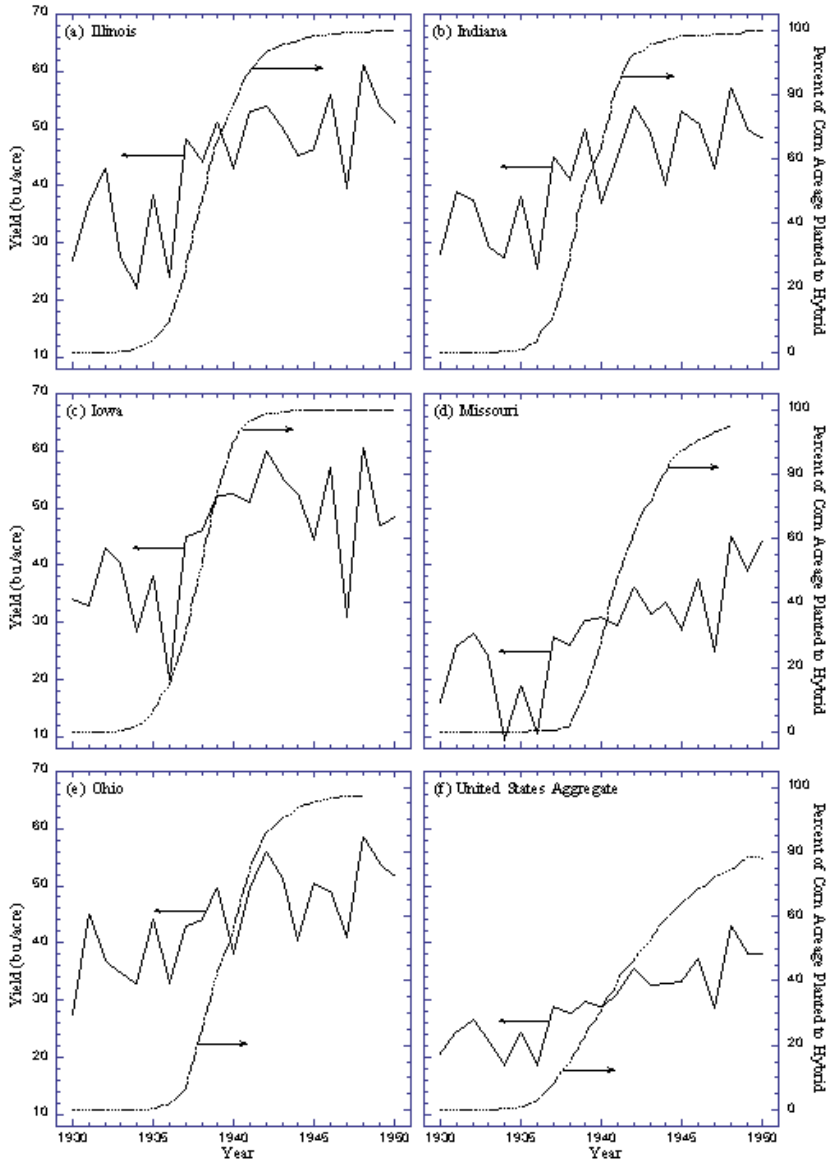 70
60
50
40
30
20
10
Yield (bu/acre)
(a) Illinois
(b) Indiana
100
80
60
40
20
0
Percent of Corn Acreage Planted to Hybrid
70
60
50
40
30
20
10
Yield (bu/acre)
(c) Iowa
(d) Missouri
100
80
60
40
20
0
Percent of Corn Acreage Planted to Hybrid
70
60
50
40
30
20
10
Yield (bu/acre)
(e) Ohio
(f) United States Aggregate
100
80
60
40
20
0
Percent of Corn Acreage Planted to Hybrid
1930 1935 1940 1945 1950
Year
1930 1935 1940 1945 1950
Year